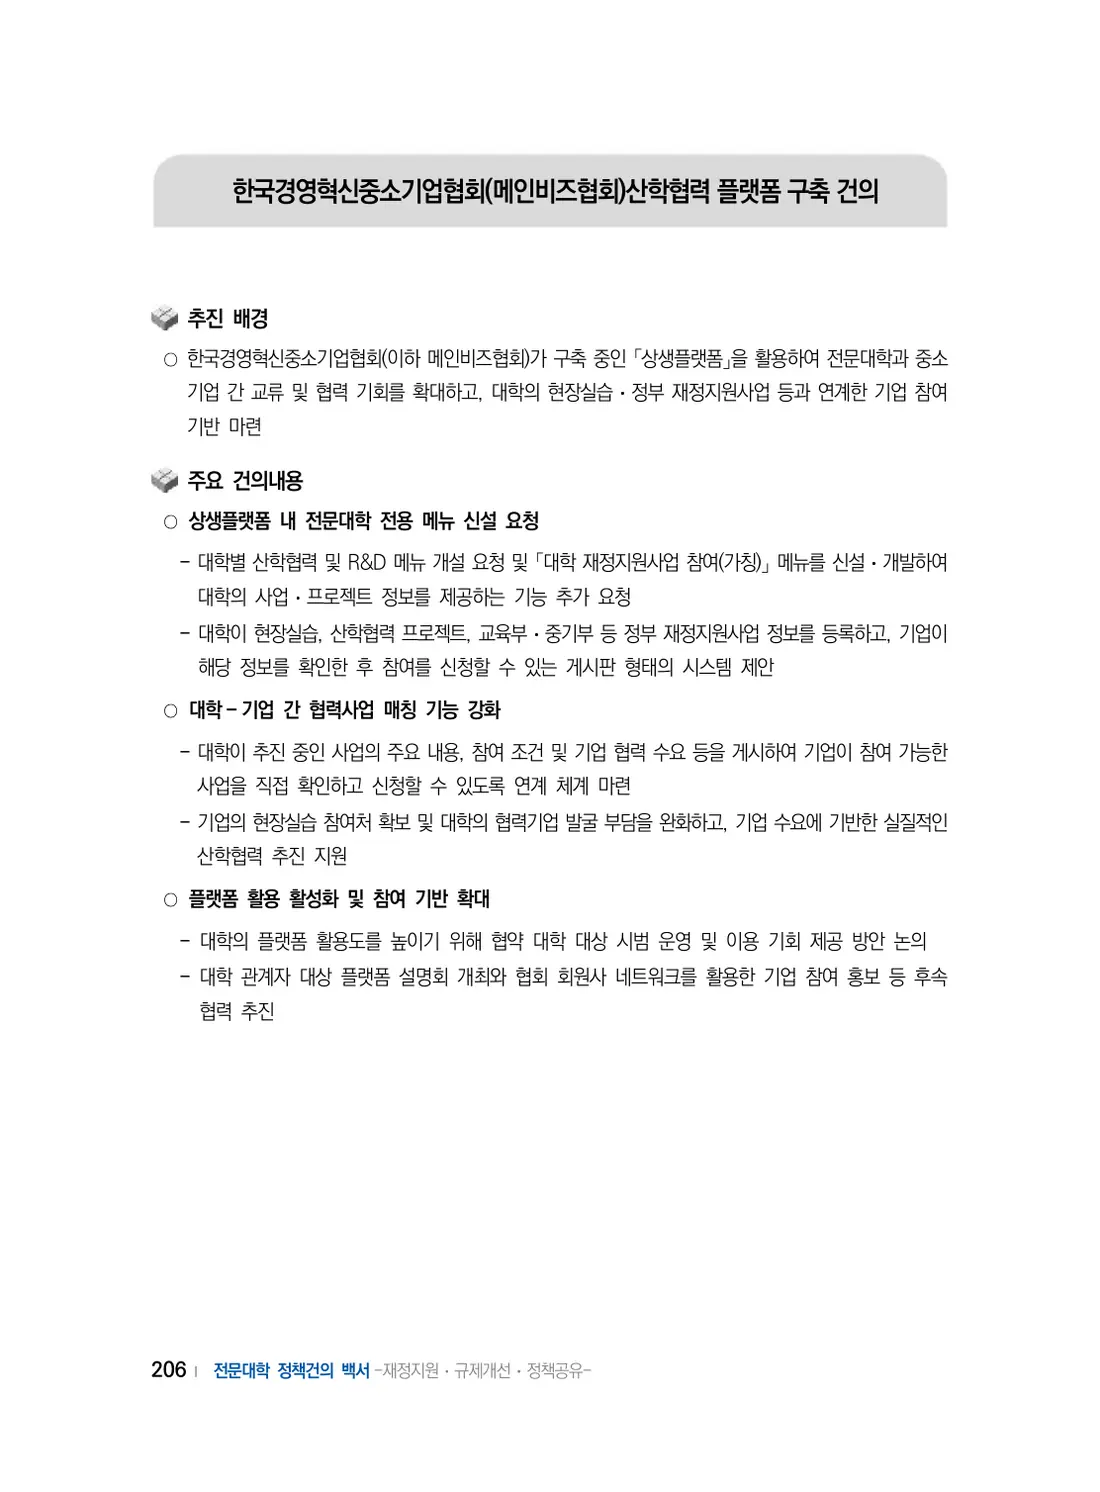 한국경영혁신중소기업협회(메인비즈협회)산학협력 플랫폼 구축 건의
추진 배경
○ 한국경영혁신중소기업협회(이하 메인비즈협회)가 구축 중인 ｢상생플랫폼｣을 활용하여 전문대학과 중소
기업 간 교류 및 협력 기회를 확대하고, 대학의 현장실습·정부 재정지원사업 등과 연계한 기업 참여
기반 마련
주요 건의내용
○ 상생플랫폼 내 전문대학 전용 메뉴 신설 요청
- 대학별 산학협력 및 R&D 메뉴 개설 요청 및 ｢대학 재정지원사업 참여(가칭)｣ 메뉴를 신설·개발하여
대학의 사업·프로젝트 정보를 제공하는 기능 추가 요청
- 대학이 현장실습, 산학협력 프로젝트, 교육부·중기부 등 정부 재정지원사업 정보를 등록하고, 기업이
해당 정보를 확인한 후 참여를 신청할 수 있는 게시판 형태의 시스템 제안
○ 대학-기업 간 협력사업 매칭 기능 강화
- 대학이 추진 중인 사업의 주요 내용, 참여 조건 및 기업 협력 수요 등을 게시하여 기업이 참여 가능한
사업을 직접 확인하고 신청할 수 있도록 연계 체계 마련
- 기업의 현장실습 참여처 확보 및 대학의 협력기업 발굴 부담을 완화하고, 기업 수요에 기반한 실질적인
산학협력 추진 지원
○ 플랫폼 활용 활성화 및 참여 기반 확대
- 대학의 플랫폼 활용도를 높이기 위해 협약 대학 대상 시범 운영 및 이용 기회 제공 방안 논의
- 대학 관계자 대상 플랫폼 설명회 개최와 협회 회원사 네트워크를 활용한 기업 참여 홍보 등 후속
협력 추진
206 | 전문대학 정책건의 백서 -재정지원·규제개선·정책공유-